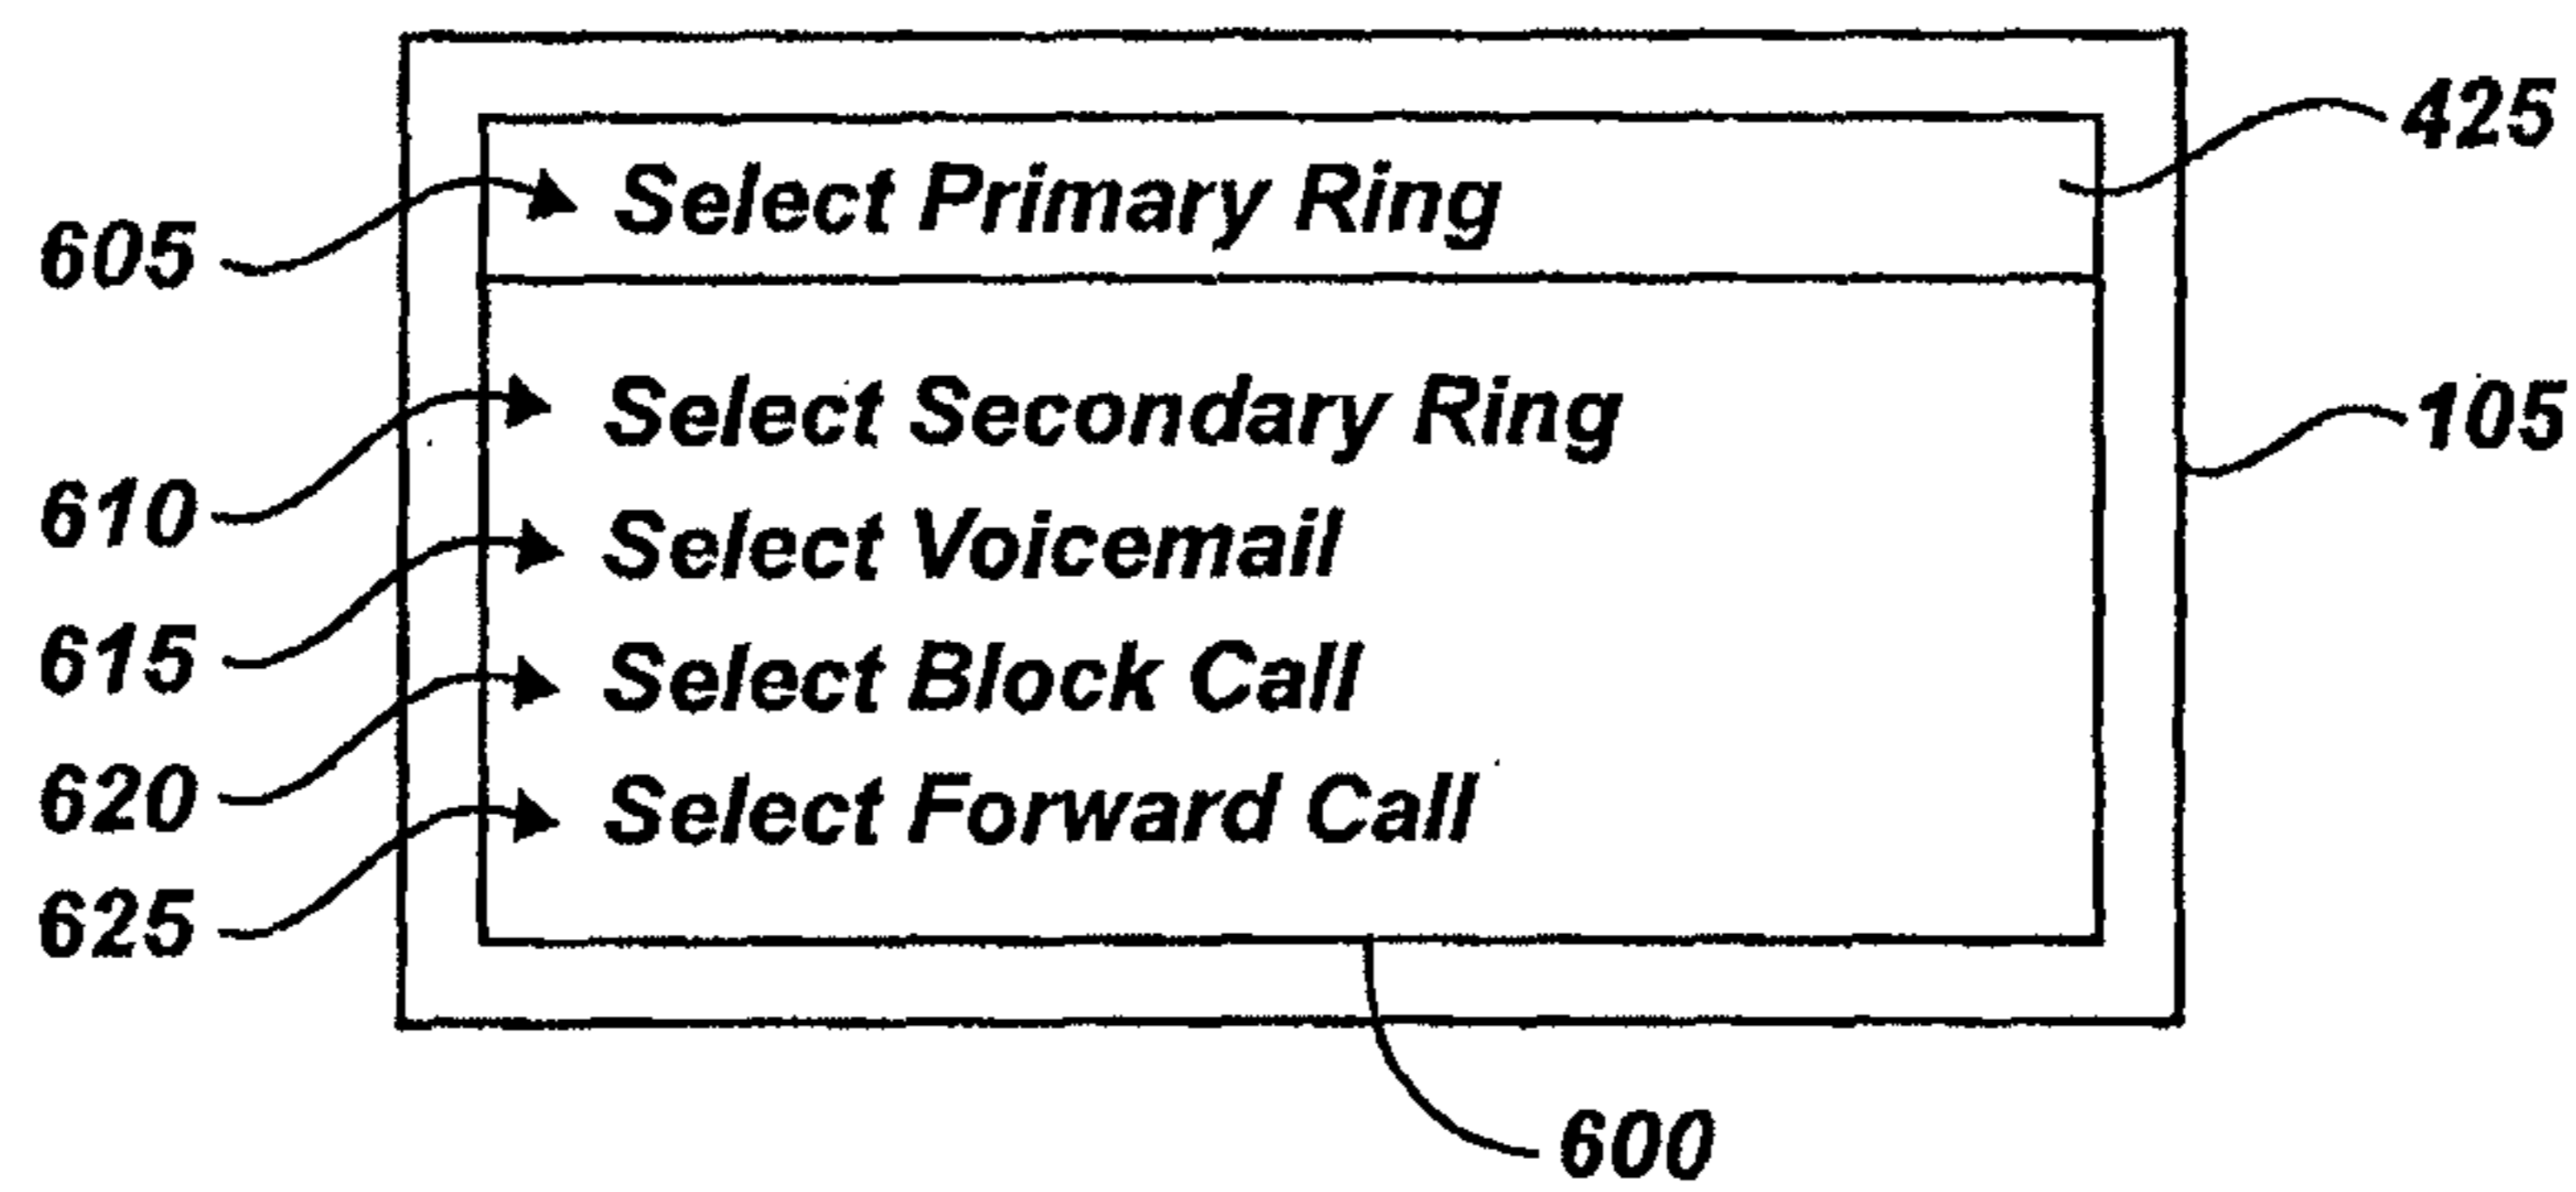 425
605 Select Primary Ring
610 Select Secondary Ring 105
615 Select Voicemail
620 Select Block Call
625 Select Forward Call
600